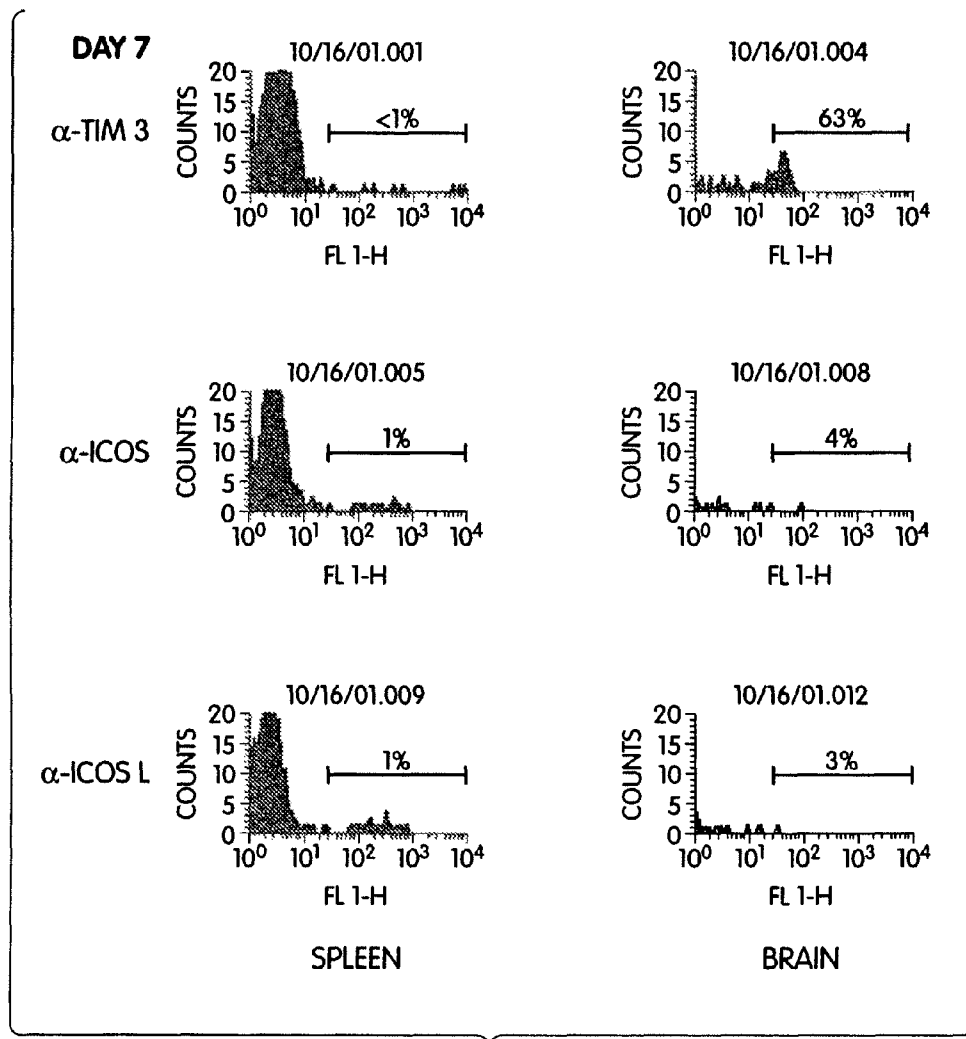 DAY 7
α-TIM 3
10/16/01.001
COUNTS
20
15
10
5
0
<1%
10⁰ 10¹ 10² 10³ 10⁴
FL 1-H
10/16/01.004
COUNTS
20
15
10
5
0
63%
10⁰ 10¹ 10² 10³ 10⁴
FL 1-H
α-ICOS
10/16/01.005
COUNTS
20
15
10
5
0
1%
10⁰ 10¹ 10² 10³ 10⁴
FL 1-H
10/16/01.008
COUNTS
20
15
10
5
0
4%
10⁰ 10¹ 10² 10³ 10⁴
FL 1-H
α-ICOS L
10/16/01.009
COUNTS
20
15
10
5
0
1%
10⁰ 10¹ 10² 10³ 10⁴
FL 1-H
10/16/01.012
COUNTS
20
15
10
5
0
3%
10⁰ 10¹ 10² 10³ 10⁴
FL 1-H
SPLEEN
BRAIN